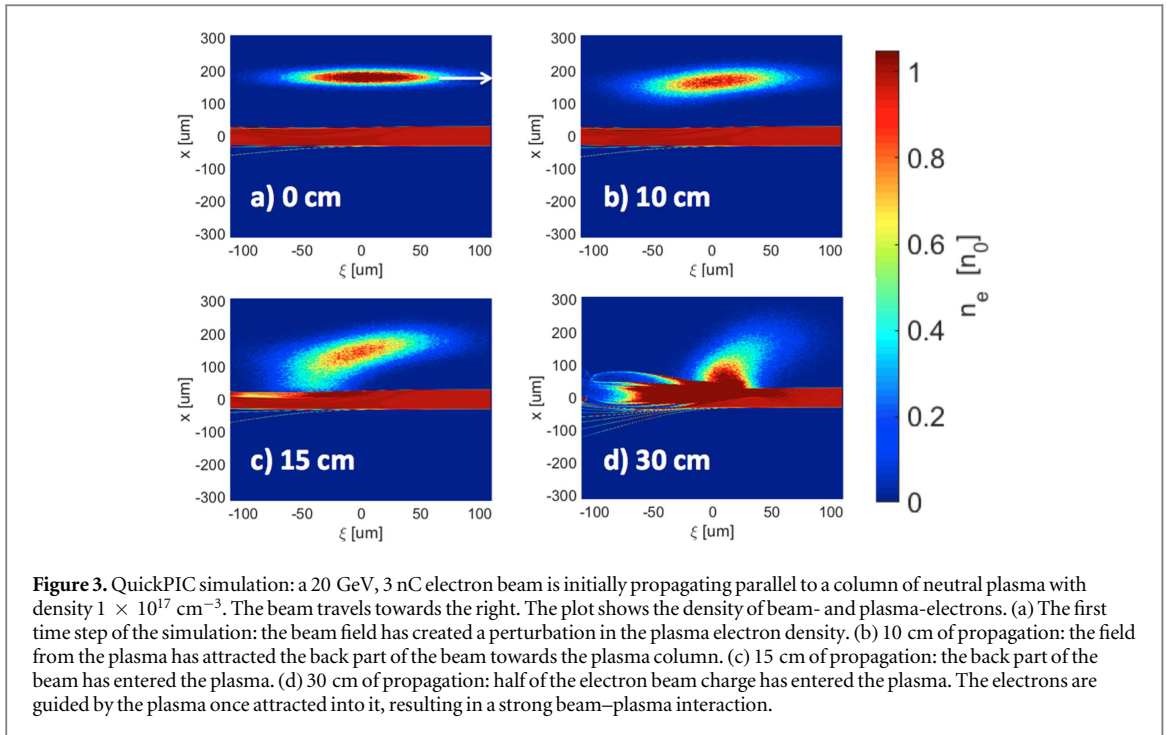 300
200
100
0
-100
-200
-300
x [um]
a) 0 cm
-100 -50 0 50 100
ξ [um]
300
200
100
0
-100
-200
-300
x [um]
b) 10 cm
-100 -50 0 50 100
ξ [um]
300
200
100
0
-100
-200
-300
x [um]
c) 15 cm
-100 -50 0 50 100
ξ [um]
300
200
100
0
-100
-200
-300
x [um]
d) 30 cm
-100 -50 0 50 100
ξ [um]
1
0.8
0.6
0.4
0.2
0
n_e [n_0]
Figure 3. QuickPIC simulation: a 20 GeV, 3 nC electron beam is initially propagating parallel to a column of neutral plasma with
density 1 × 10¹⁷ cm⁻³. The beam travels towards the right. The plot shows the density of beam- and plasma-electrons. (a) The first
time step of the simulation: the beam field has created a perturbation in the plasma electron density. (b) 10 cm of propagation: the field
from the plasma has attracted the back part of the beam towards the plasma column. (c) 15 cm of propagation: the back part of the
beam has entered the plasma. (d) 30 cm of propagation: half of the electron beam charge has entered the plasma. The electrons are
guided by the plasma once attracted into it, resulting in a strong beam–plasma interaction.